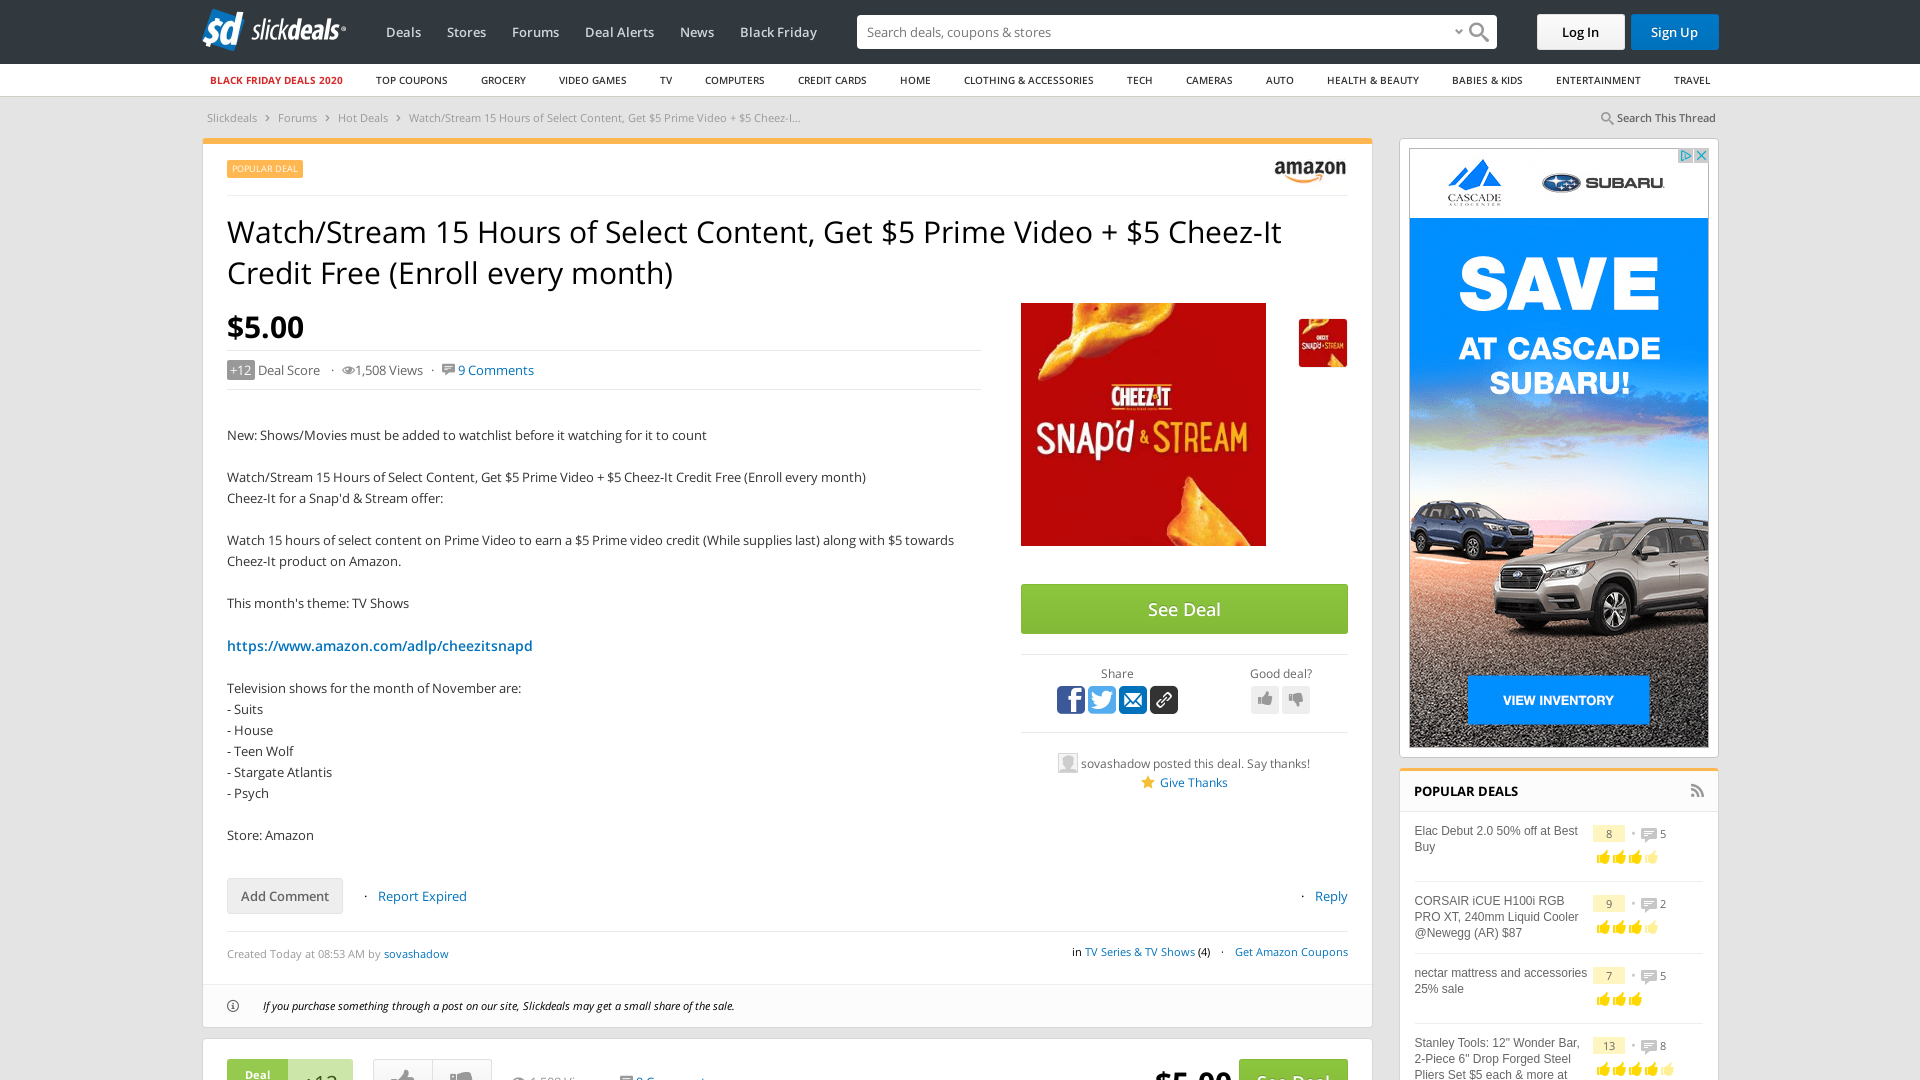 slickdeals
Deals
Stores
Forums
Deal Alerts
News
Black Friday
Search deals, coupons & stores
Log In
Sign Up
BLACK FRIDAY DEALS 2020
TOP COUPONS
GROCERY
VIDEO GAMES
TV
COMPUTERS
CREDIT CARDS
HOME
CLOTHING & ACCESSORIES
TECH
CAMERAS
AUTO
HEALTH & BEAUTY
BABIES & KIDS
ENTERTAINMENT
TRAVEL
Slickdeals > Forums > Hot Deals > Watch/Stream 15 Hours of Select Content, Get $5 Prime Video + $5 Cheez-I...
Search This Thread
POPULAR DEAL
amazon
Watch/Stream 15 Hours of Select Content, Get $5 Prime Video + $5 Cheez-It
Credit Free (Enroll every month)
$5.00
+12 Deal Score · 1,508 Views · 9 Comments
New: Shows/Movies must be added to watchlist before it watching for it to count
Watch/Stream 15 Hours of Select Content, Get $5 Prime Video + $5 Cheez-It Credit Free (Enroll every month)
Cheez-It for a Snap'd & Stream offer:
Watch 15 hours of select content on Prime Video to earn a $5 Prime video credit (While supplies last) along with $5 towards
Cheez-It product on Amazon.
This month's theme: TV Shows
https://www.amazon.com/adlp/cheezitsnapd
Television shows for the month of November are:
- Suits
- House
- Teen Wolf
- Stargate Atlantis
- Psych
Store: Amazon
CHEEZ-IT
SNAP'd & STREAM
See Deal
Share
Good deal?
sovashadow posted this deal. Say thanks!
Give Thanks
Add Comment
· Report Expired
· Reply
Created Today at 08:53 AM by sovashadow
in TV Series & TV Shows (4) · Get Amazon Coupons
If you purchase something through a post on our site, Slickdeals may get a small share of the sale.
Deal
$5.00
See Deal
CASCADE
AUTOCENTER
SUBARU
SAVE
AT CASCADE
SUBARU!
VIEW INVENTORY
POPULAR DEALS
Elac Debut 2.0 50% off at Best
Buy
8 · 5
CORSAIR iCUE H100i RGB
PRO XT, 240mm Liquid Cooler
@Newegg (AR) $87
9 · 2
nectar mattress and accessories
25% sale
7 · 5
Stanley Tools: 12" Wonder Bar,
2-Piece 6" Drop Forged Steel
Pliers Set $5 each & more at
13 · 8